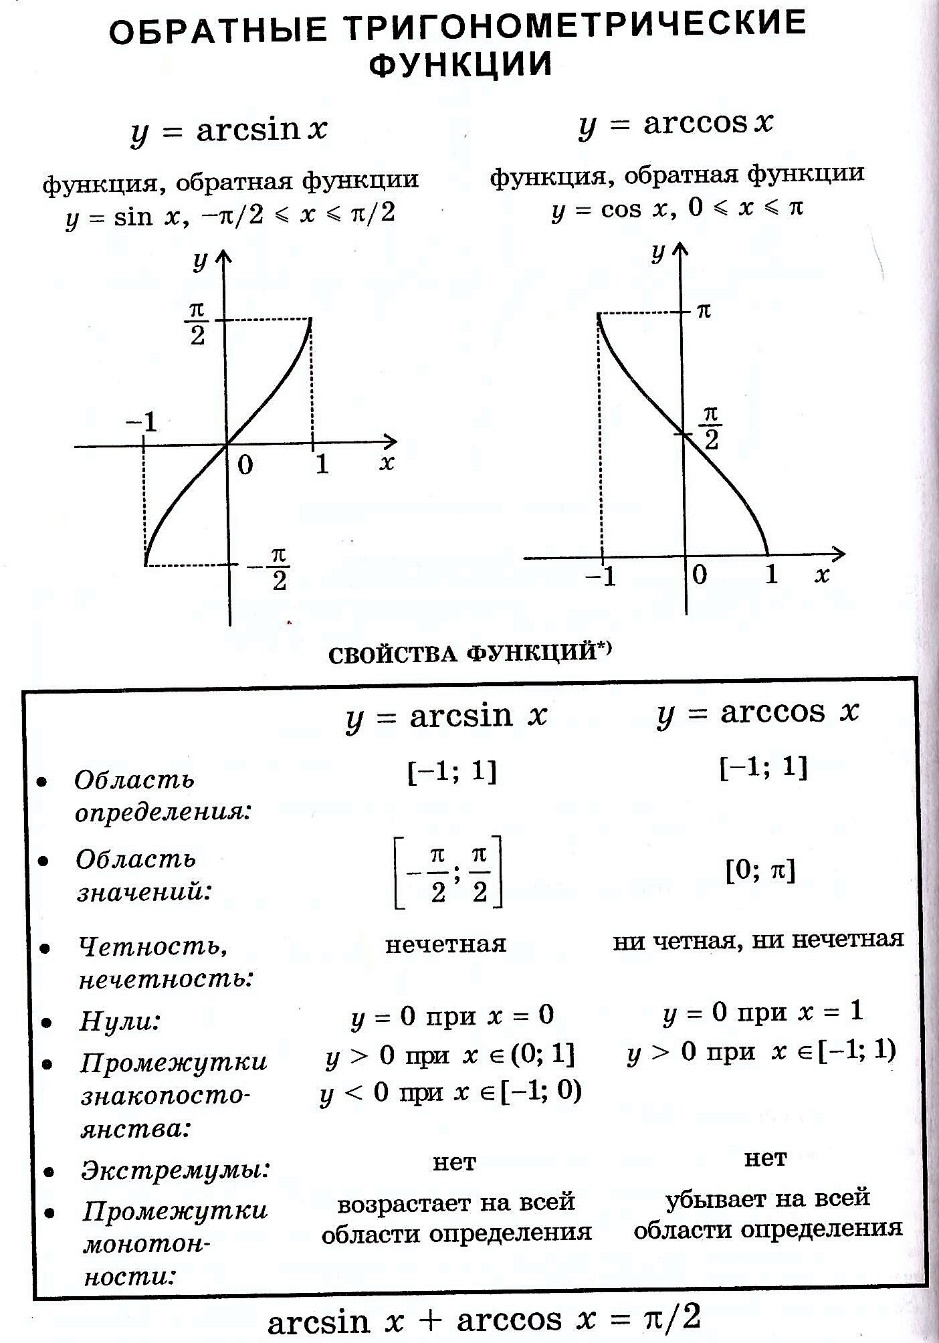 ОБРАТНЫЕ ТРИГОНОМЕТРИЧЕСКИЕ
ФУНКЦИИ
y = arcsin x
функция, обратная функции
y = sin x, −π/2 ⩽ x ⩽ π/2
y
π/2
−1
0
1
x
−π/2
y = arccos x
функция, обратная функции
y = cos x, 0 ⩽ x ⩽ π
y
π
π/2
−1
0
1
x
СВОЙСТВА ФУНКЦИЙ*)
y = arcsin x y = arccos x
• Область
определения:
[−1; 1] [−1; 1]
• Область
значений:
[−π/2; π/2] [0; π]
• Четность,
нечетность:
нечетная ни четная, ни нечетная
• Нули: y = 0 при x = 0 y = 0 при x = 1
• Промежутки
знакопосто-
янства:
y > 0 при x ∈ (0; 1] y > 0 при x ∈ [−1; 1)
y < 0 при x ∈ [−1; 0)
• Экстремумы: нет нет
• Промежутки
монотон-
ности:
возрастает на всей
области определения
убывает на всей
области определения
arcsin x + arccos x = π/2